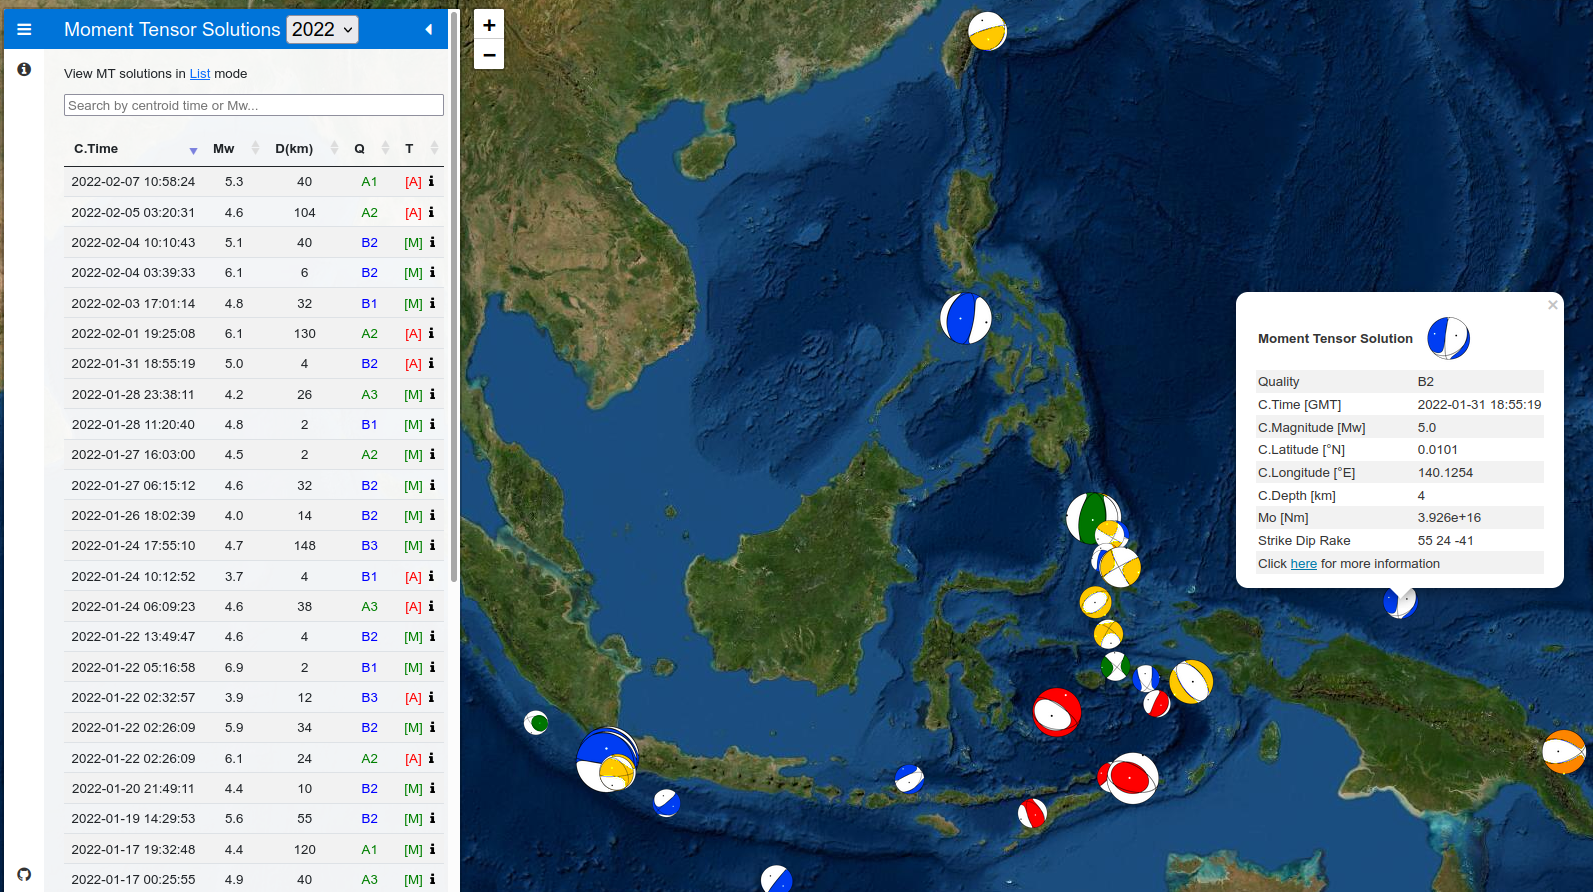 Moment Tensor Solutions 2022
View MT solutions in List mode
Search by centroid time or Mw...
C.Time Mw D(km) Q T
2022-02-07 10:58:24 5.3 40 A1 [A]
2022-02-05 03:20:31 4.6 104 A2 [A]
2022-02-04 10:10:43 5.1 40 B2 [M]
2022-02-04 03:39:33 6.1 6 B2 [M]
2022-02-03 17:01:14 4.8 32 B1 [M]
2022-02-01 19:25:08 6.1 130 A2 [A]
2022-01-31 18:55:19 5.0 4 B2 [A]
2022-01-28 23:38:11 4.2 26 A3 [M]
2022-01-28 11:20:40 4.8 2 B1 [M]
2022-01-27 16:03:00 4.5 2 A2 [M]
2022-01-27 06:15:12 4.6 32 B2 [M]
2022-01-26 18:02:39 4.0 14 B2 [M]
2022-01-24 17:55:10 4.7 148 B3 [M]
2022-01-24 10:12:52 3.7 4 B1 [A]
2022-01-24 06:09:23 4.6 38 A3 [A]
2022-01-22 13:49:47 4.6 4 B2 [M]
2022-01-22 05:16:58 6.9 2 B1 [M]
2022-01-22 02:32:57 3.9 12 B3 [A]
2022-01-22 02:26:09 5.9 34 B2 [M]
2022-01-22 02:26:09 6.1 24 A2 [A]
2022-01-20 21:49:11 4.4 10 B2 [M]
2022-01-19 14:29:53 5.6 55 B2 [M]
2022-01-17 19:32:48 4.4 120 A1 [M]
2022-01-17 00:25:55 4.9 40 A3 [M]
+
−
×
Moment Tensor Solution
Quality B2
C.Time [GMT] 2022-01-31 18:55:19
C.Magnitude [Mw] 5.0
C.Latitude [°N] 0.0101
C.Longitude [°E] 140.1254
C.Depth [km] 4
Mo [Nm] 3.926e+16
Strike Dip Rake 55 24 -41
Click here for more information